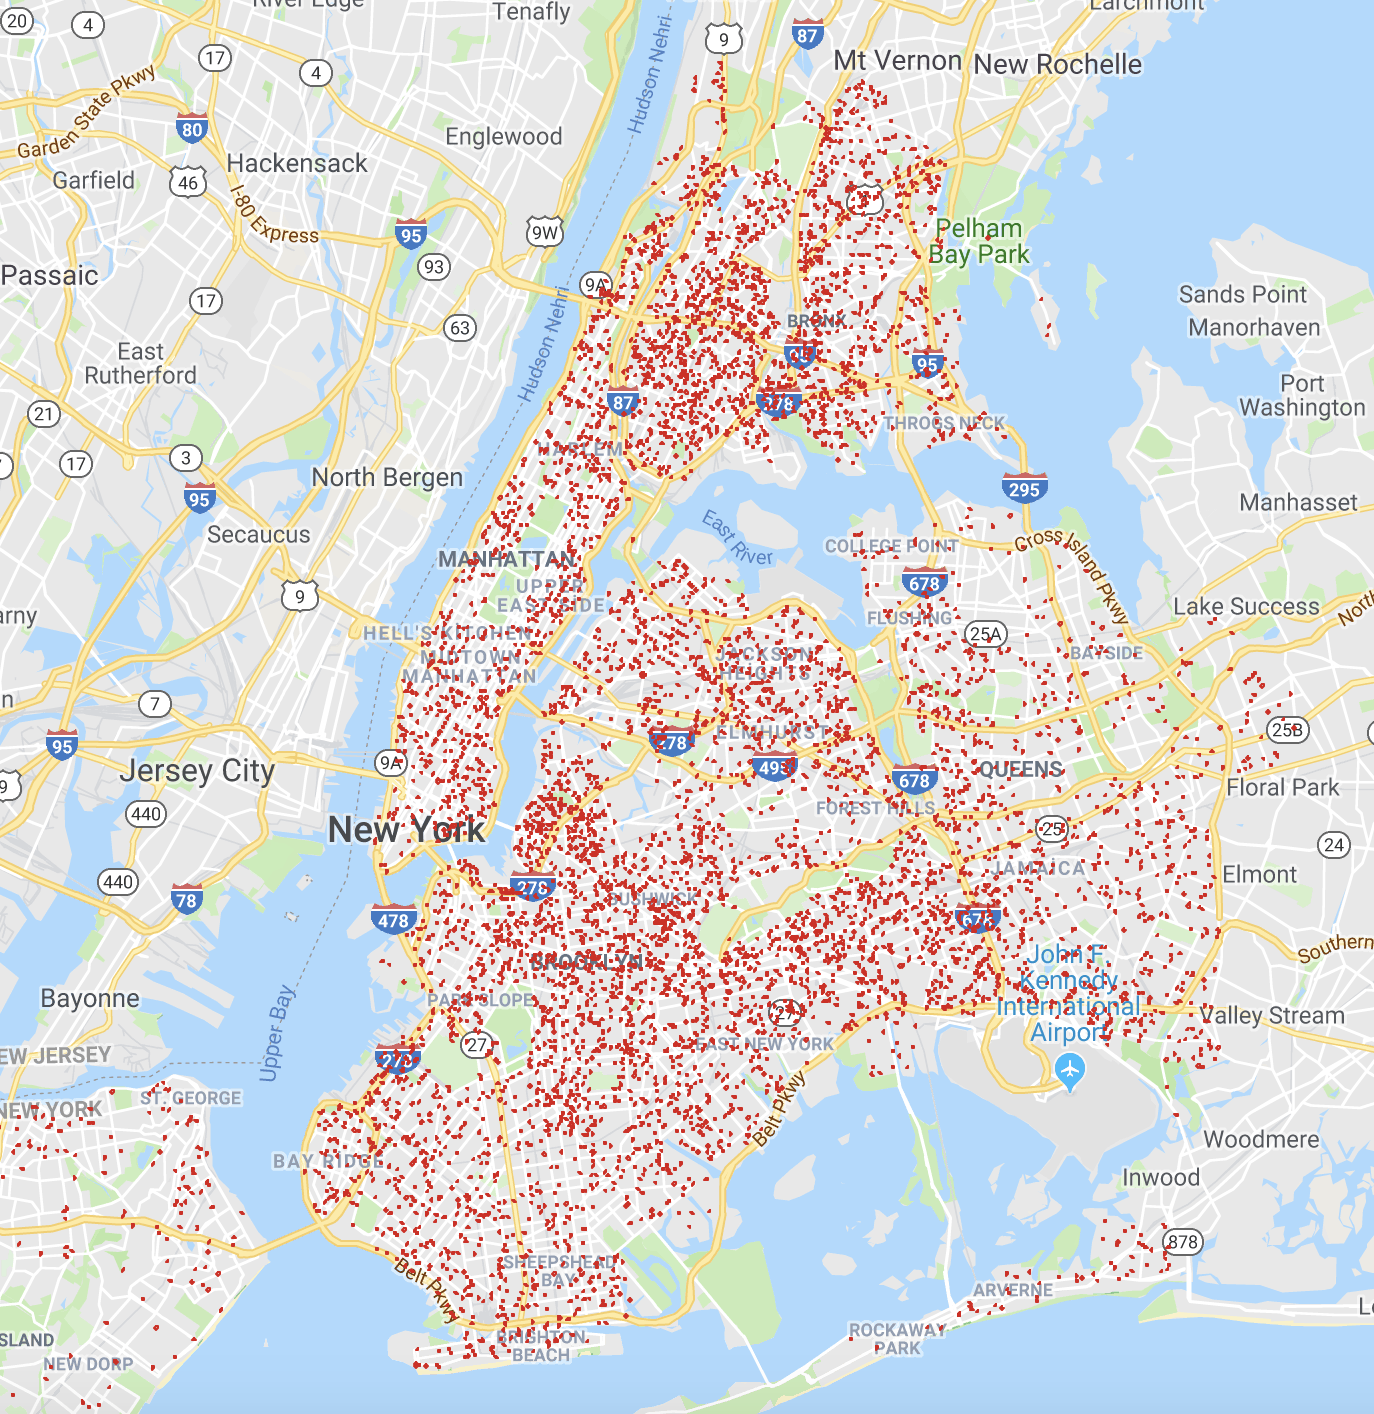 River Edge
Tenafly
Larchmont
20
4
9
87
17
4
Mt Vernon
New Rochelle
Hudson Nehri
Garden State Pkwy
80
Englewood
Hackensack
Garfield
46
I-80 Express
95
9W
93
Pelham
Bay Park
Passaic
17
9A
Sands Point
Manorhaven
63
Hudson Nehri
BRONX
East
Rutherford
95
87
278
Port
Washington
21
THROGS NECK
HARLEM
3
17
North Bergen
95
295
Manhasset
Secaucus
East River
COLLEGE POINT
Cross Island Pkwy
MANHATTAN
UPPER
EAST SIDE
678
9
Lake Success
FLUSHING
25A
HELL'S KITCHEN
MIDTOWN
MANHATTAN
JACKSON
HEIGHTS
BAYSIDE
7
95
278
ELMHURST
25B
9A
495
QUEENS
678
Jersey City
9
Floral Park
440
FOREST HILLS
New York
25
24
JAMAICA
Elmont
440
78
278
BUSHWICK
478
678
Southern
BROOKLYN
John F.
Kennedy
International
Airport
Bayonne
PARK SLOPE
27
Valley Stream
Upper Bay
27
EAST NEW YORK
NEW JERSEY
NEW YORK
278
ST. GEORGE
Belt Pkwy
Woodmere
BAY RIDGE
Inwood
878
SHEEPSHEAD
BAY
Belt Pkwy
ARVERNE
BRIGHTON
BEACH
ROCKAWAY
PARK
NEW DORP